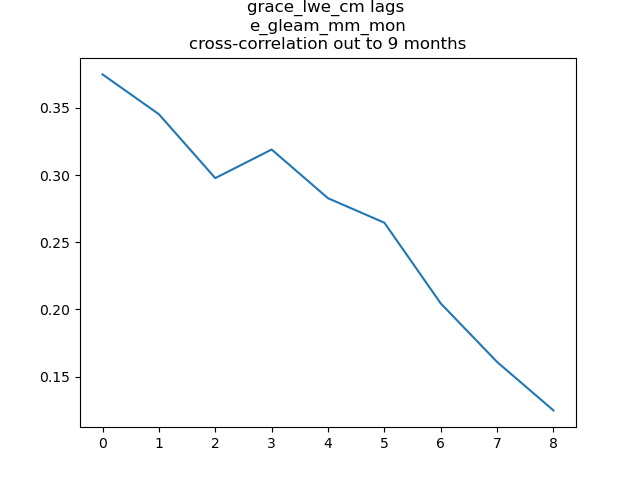 grace_lwe_cm lags
e_gleam_mm_mon
cross-correlation out to 9 months
0.35
0.30
0.25
0.20
0.15
0 1 2 3 4 5 6 7 8